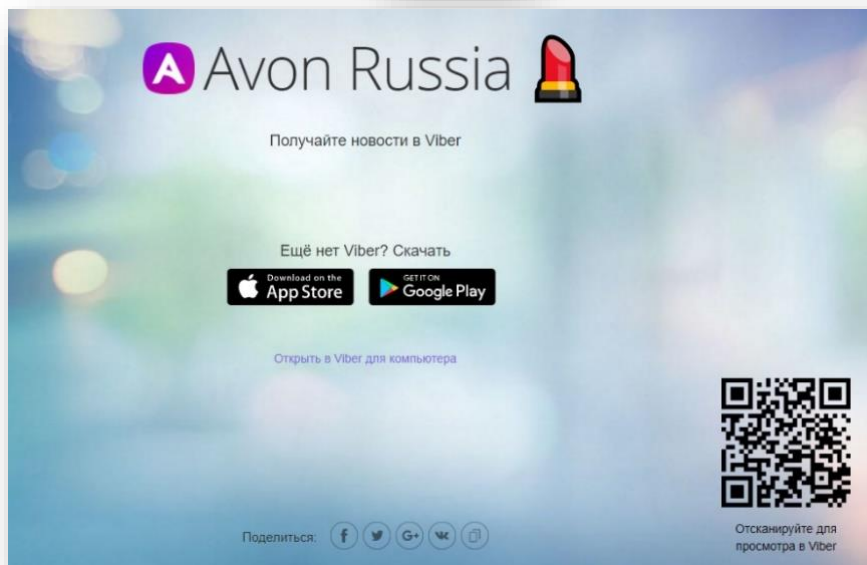 A Avon Russia
Получайте новости в Viber
Ещё нет Viber? Скачать
Download on the
App Store
GET IT ON
Google Play
Открыть в Viber для компьютера
Поделиться: f G+
Отсканируйте для
просмотра в Viber